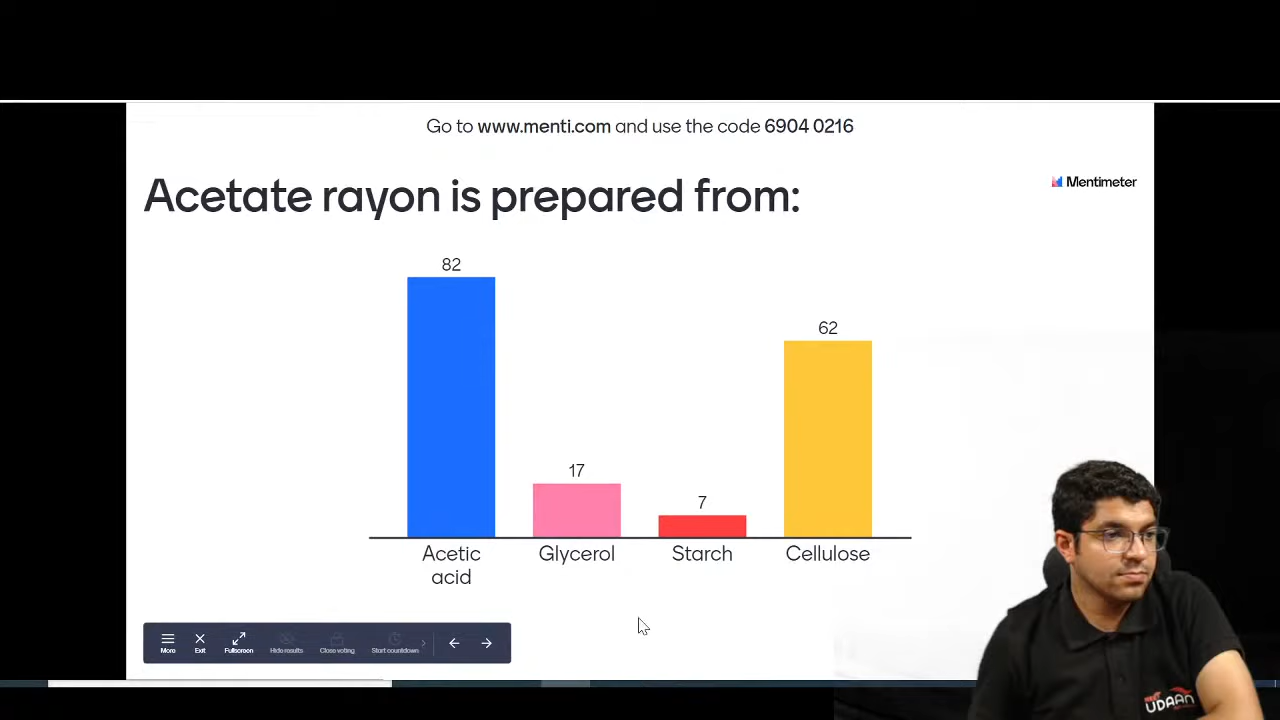 Go to www.menti.com and use the code 6904 0216
Mentimeter
Acetate rayon is prepared from:
82
17
7
62
Acetic
acid
Glycerol
Starch
Cellulose
More
Exit
Fullscreen
Hide results
Close voting
Start countdown
UDAAN